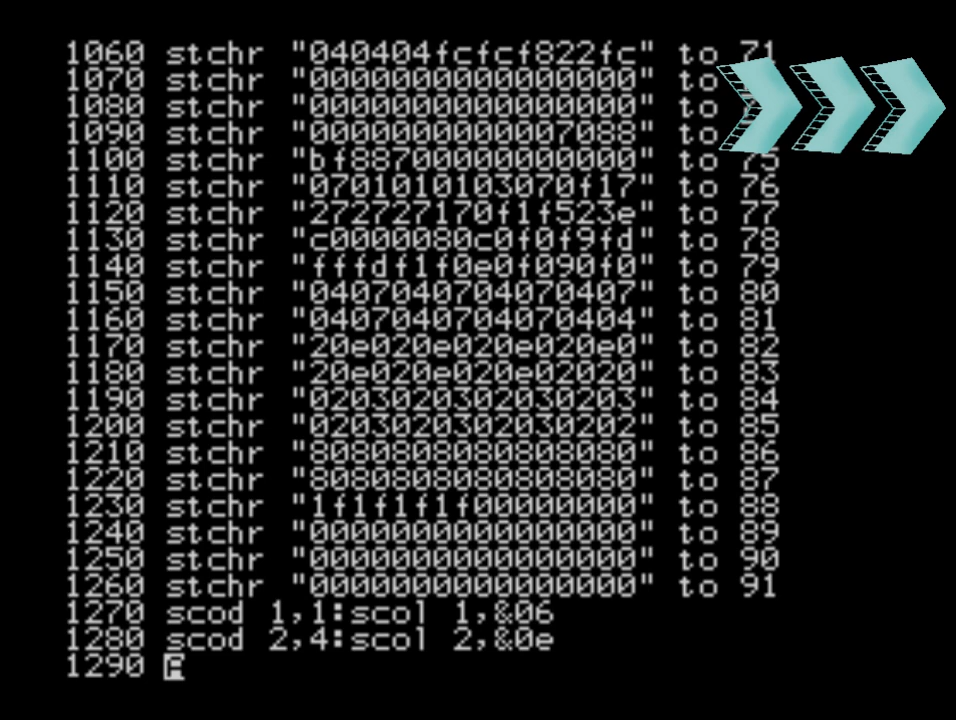 1060 stchr "040404fcfcf822fc" to 71
1070 stchr "0000000000000000" to
1080 stchr "0000000000000000" to
1090 stchr "0000000000007088" to
1100 stchr "bf88700000000000" to 75
1110 stchr "0701010103070f17" to 76
1120 stchr "272727170f1f523e" to 77
1130 stchr "c0000080c0f0f9fd" to 78
1140 stchr "fffdf1f0e0f090f0" to 79
1150 stchr "0407040704070407" to 80
1160 stchr "0407040704070404" to 81
1170 stchr "20e020e020e020e0" to 82
1180 stchr "20e020e020e02020" to 83
1190 stchr "0203020302030203" to 84
1200 stchr "0203020302030202" to 85
1210 stchr "8080808080808080" to 86
1220 stchr "8080808080808080" to 87
1230 stchr "1f1f1f1f00000000" to 88
1240 stchr "0000000000000000" to 89
1250 stchr "0000000000000000" to 90
1260 stchr "0000000000000000" to 91
1270 scod 1,1:scol 1,&06
1280 scod 2,4:scol 2,&0e
1290